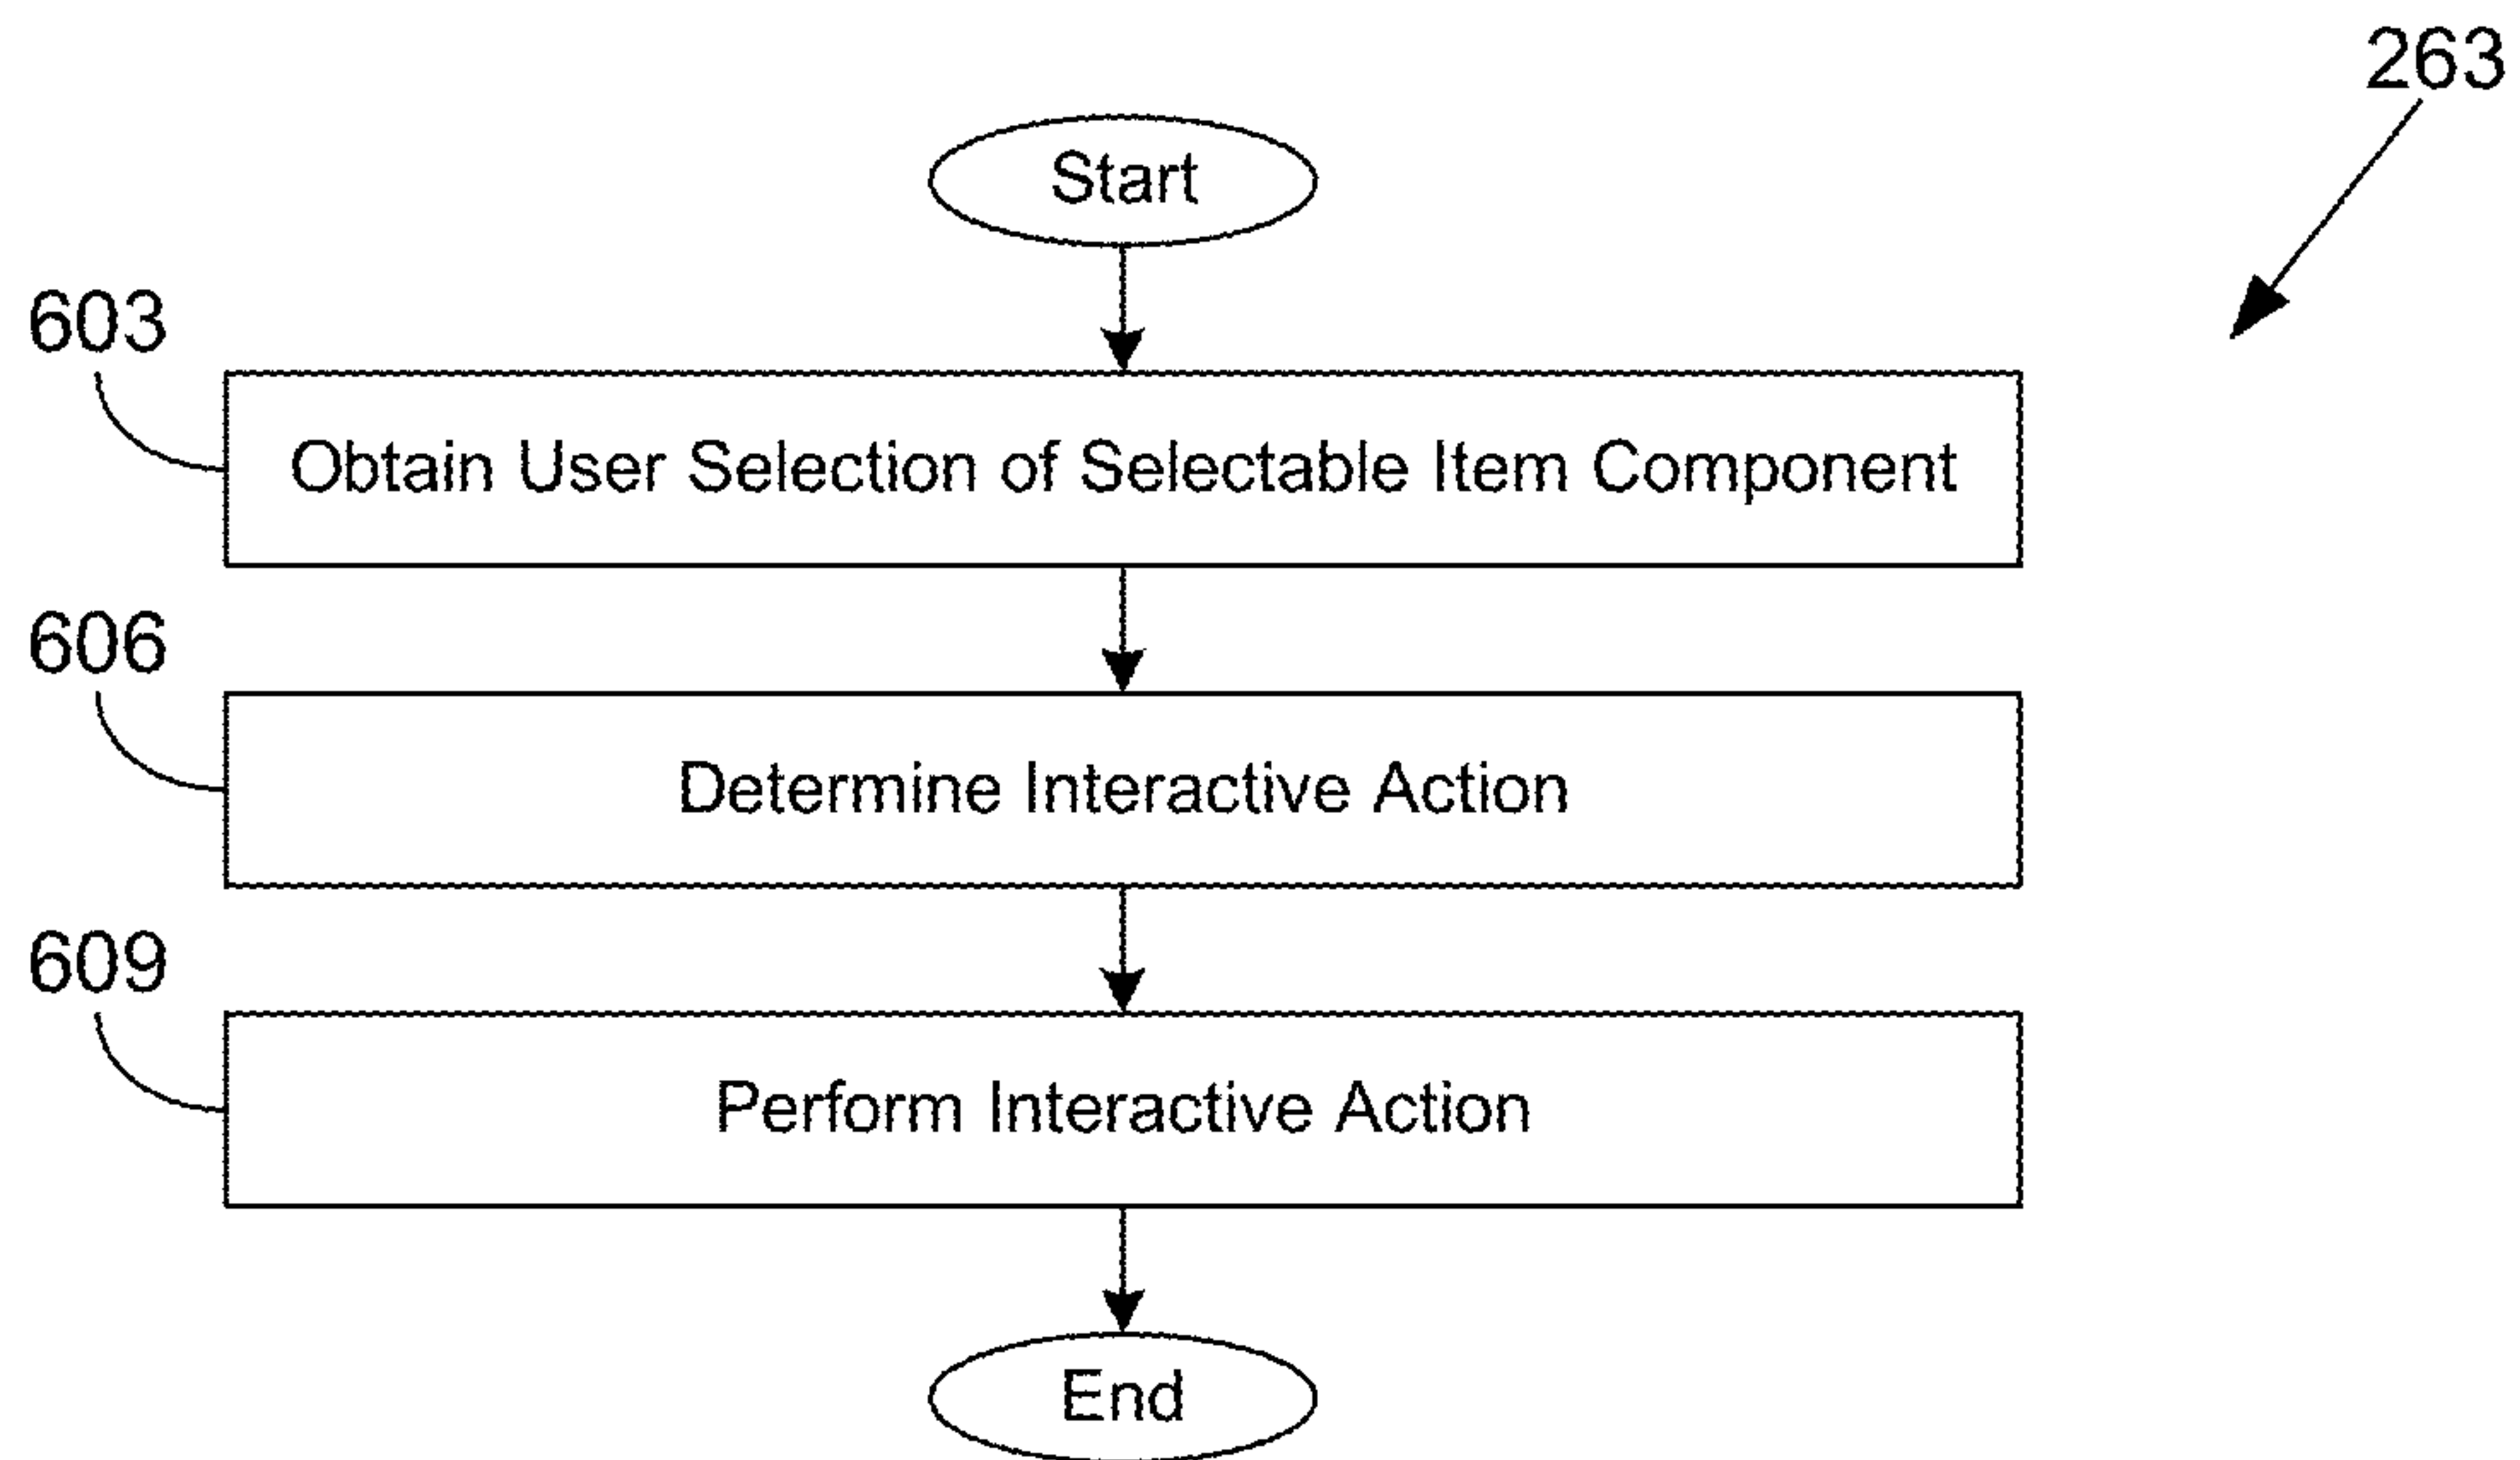 263
Start
603
Obtain User Selection of Selectable Item Component
606
Determine Interactive Action
609
Perform Interactive Action
End